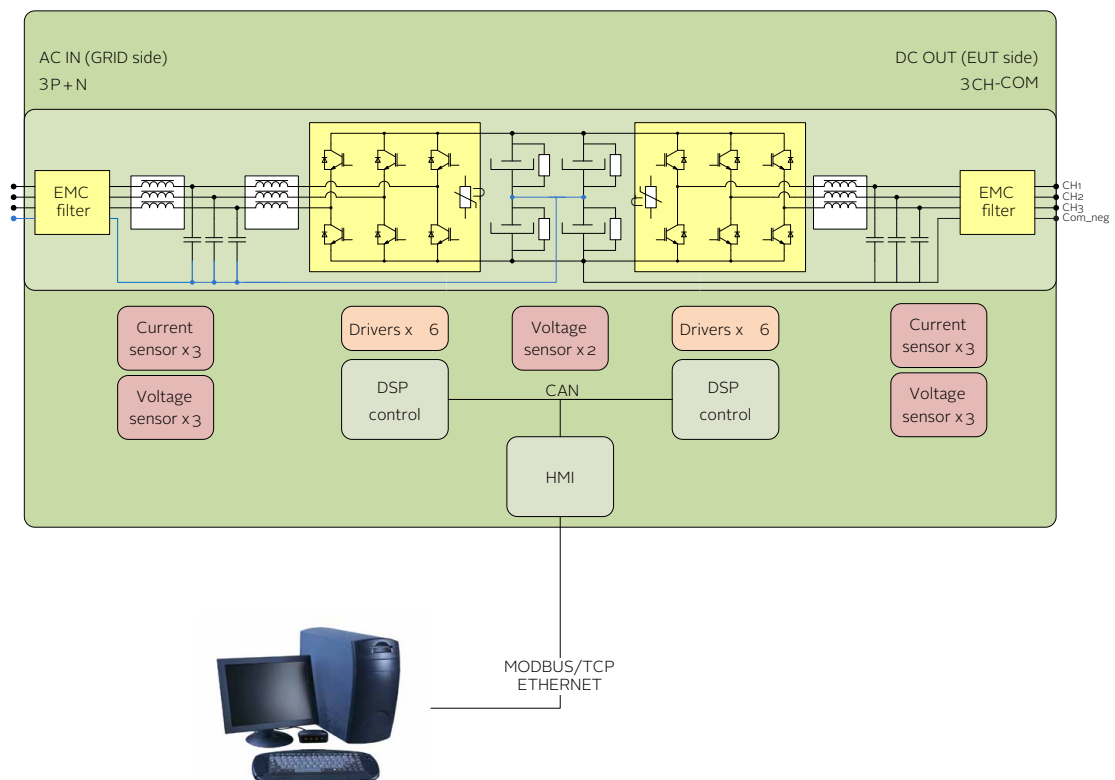 AC IN (GRID side)
3P+N
DC OUT (EUT side)
3CH-COM
EMC
filter
EMC
filter
CH1
CH2
CH3
Com_neg
Current
sensor x3
Voltage
sensor x3
Drivers x 6
DSP
control
Voltage
sensor x2
CAN
HMI
Drivers x 6
DSP
control
Current
sensor x3
Voltage
sensor x3
MODBUS/TCP
ETHERNET